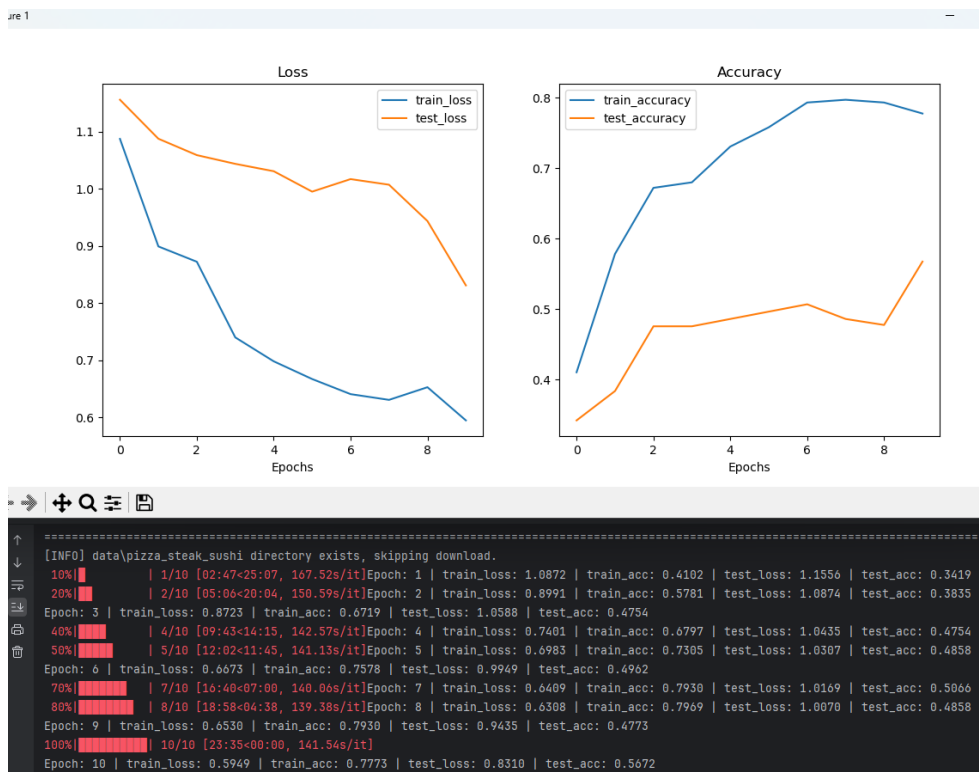 ure 1
Loss
train_loss
test_loss
1.1
1.0
0.9
0.8
0.7
0.6
0 2 4 6 8
Epochs
Accuracy
train_accuracy
test_accuracy
0.8
0.7
0.6
0.5
0.4
0 2 4 6 8
Epochs
================================================================================
[INFO] data\pizza_steak_sushi directory exists, skipping download.
10%|█ | 1/10 [02:47<25:07, 167.52s/it]Epoch: 1 | train_loss: 1.0872 | train_acc: 0.4102 | test_loss: 1.1556 | test_acc: 0.3419
20%|██ | 2/10 [05:06<20:04, 150.59s/it]Epoch: 2 | train_loss: 0.8991 | train_acc: 0.5781 | test_loss: 1.0874 | test_acc: 0.3835
Epoch: 3 | train_loss: 0.8723 | train_acc: 0.6719 | test_loss: 1.0588 | test_acc: 0.4754
40%|████ | 4/10 [09:43<14:15, 142.57s/it]Epoch: 4 | train_loss: 0.7401 | train_acc: 0.6797 | test_loss: 1.0435 | test_acc: 0.4754
50%|█████ | 5/10 [12:02<11:45, 141.13s/it]Epoch: 5 | train_loss: 0.6983 | train_acc: 0.7305 | test_loss: 1.0307 | test_acc: 0.4858
Epoch: 6 | train_loss: 0.6673 | train_acc: 0.7578 | test_loss: 0.9949 | test_acc: 0.4962
70%|███████ | 7/10 [16:40<07:00, 140.06s/it]Epoch: 7 | train_loss: 0.6409 | train_acc: 0.7930 | test_loss: 1.0169 | test_acc: 0.5066
80%|████████ | 8/10 [18:58<04:38, 139.38s/it]Epoch: 8 | train_loss: 0.6308 | train_acc: 0.7969 | test_loss: 1.0070 | test_acc: 0.4858
Epoch: 9 | train_loss: 0.6530 | train_acc: 0.7930 | test_loss: 0.9435 | test_acc: 0.4773
100%|██████████| 10/10 [23:35<00:00, 141.54s/it]
Epoch: 10 | train_loss: 0.5949 | train_acc: 0.7773 | test_loss: 0.8310 | test_acc: 0.5672